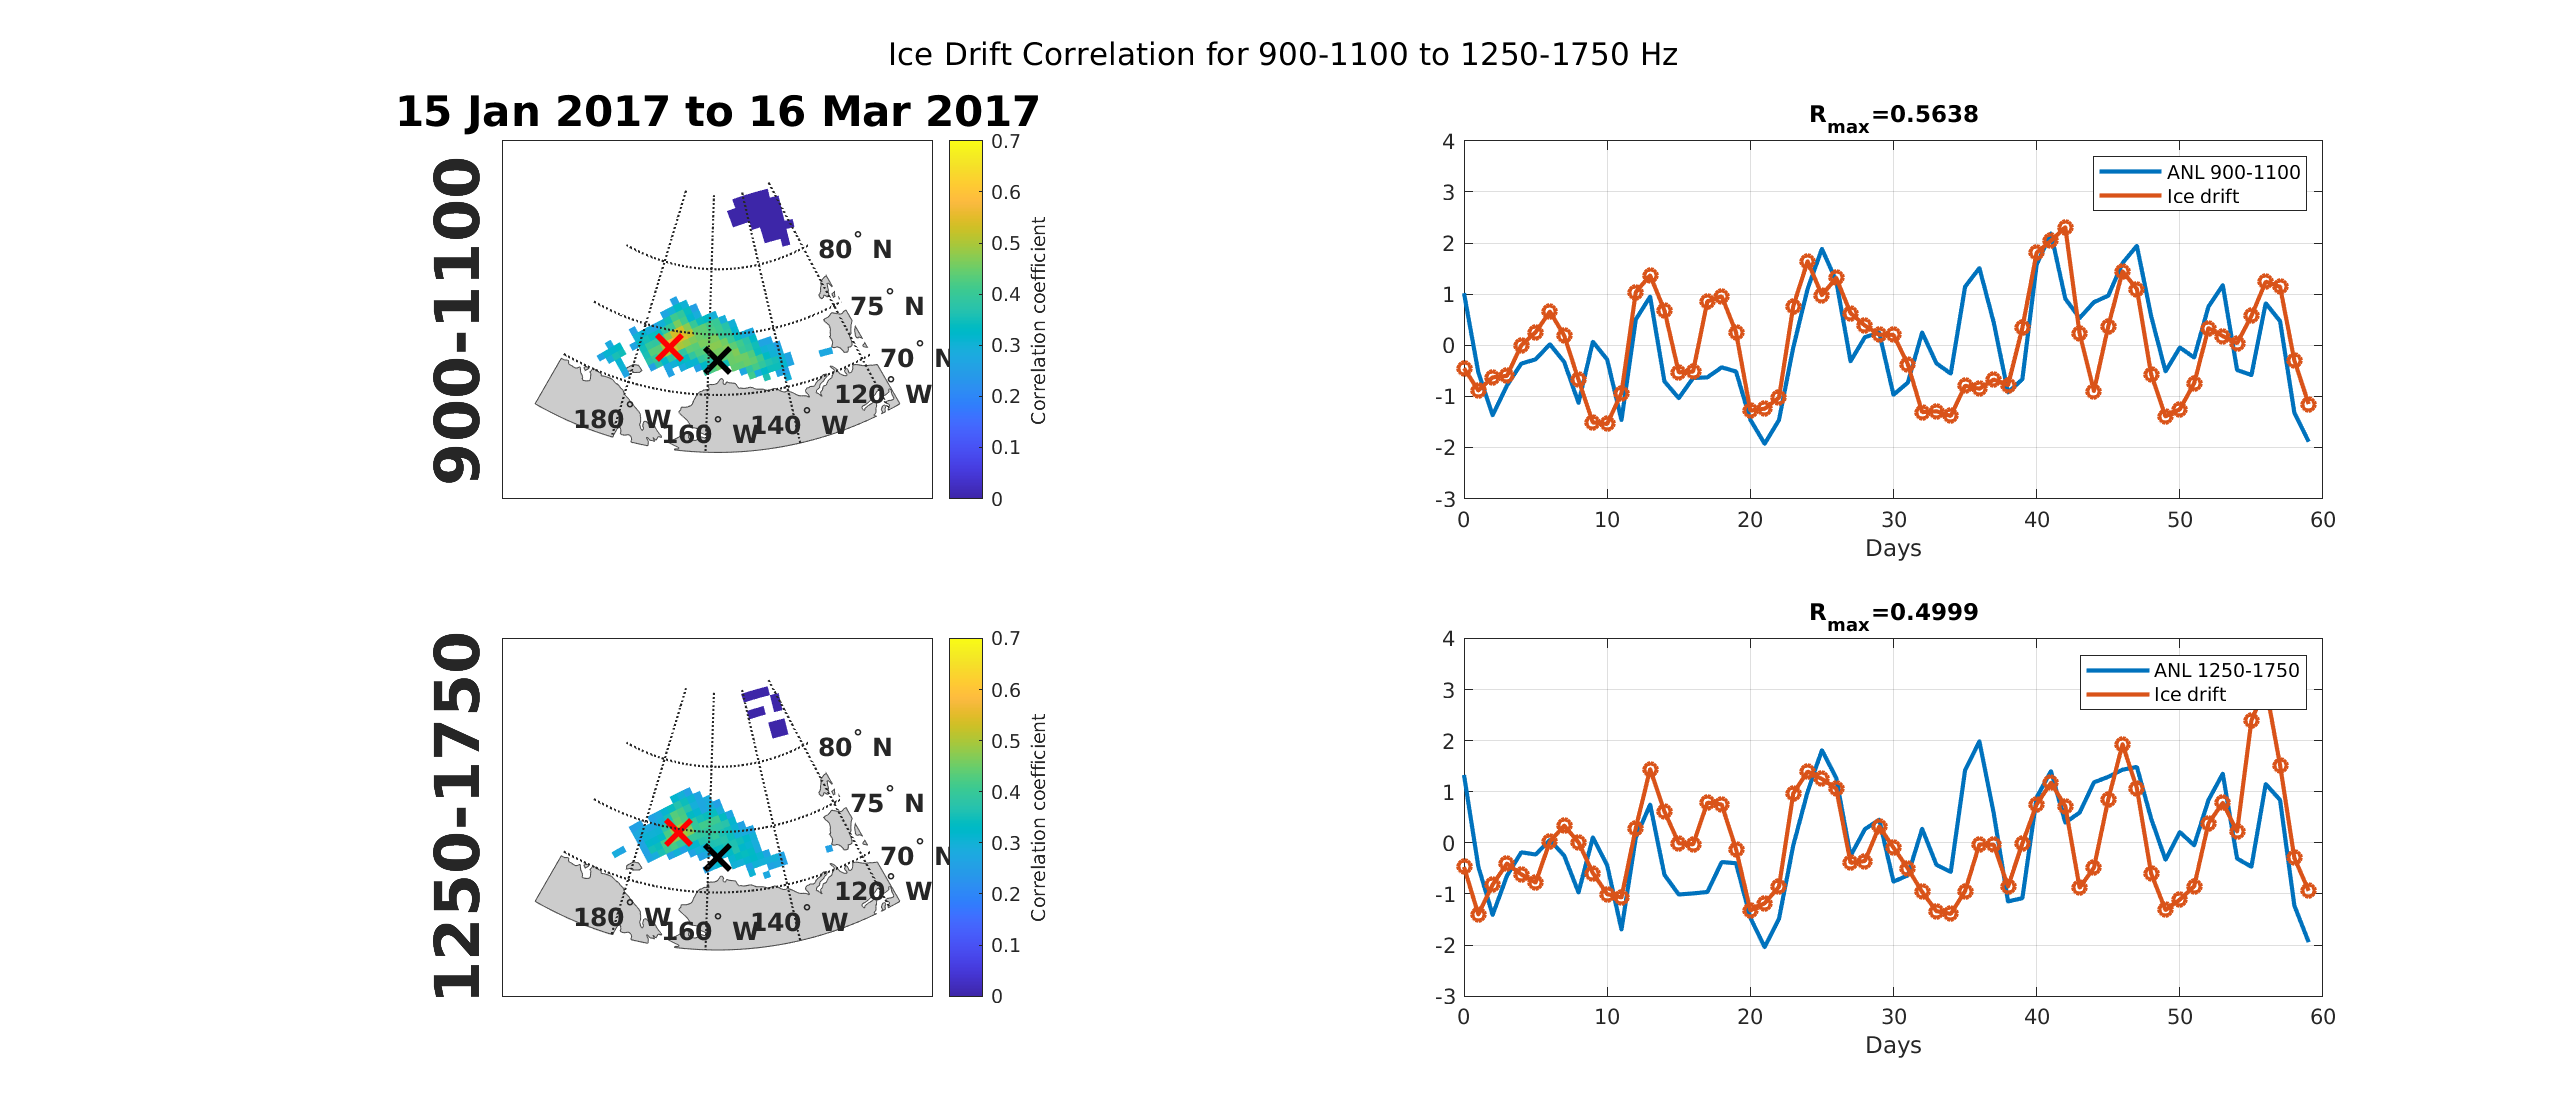 Ice Drift Correlation for 900-1100 to 1250-1750 Hz
15 Jan 2017 to 16 Mar 2017
900-1100
80° N
75° N
70° N
120° W
180° W
160° W
140° W
0.7
0.6
0.5
0.4
0.3
0.2
0.1
0
Correlation coefficient
Rmax=0.5638
4
3
2
1
0
-1
-2
-3
0 10 20 30 40 50 60
Days
ANL 900-1100
Ice drift
1250-1750
80° N
75° N
70° N
120° W
180° W
160° W
140° W
0.7
0.6
0.5
0.4
0.3
0.2
0.1
0
Correlation coefficient
Rmax=0.4999
4
3
2
1
0
-1
-2
-3
0 10 20 30 40 50 60
Days
ANL 1250-1750
Ice drift